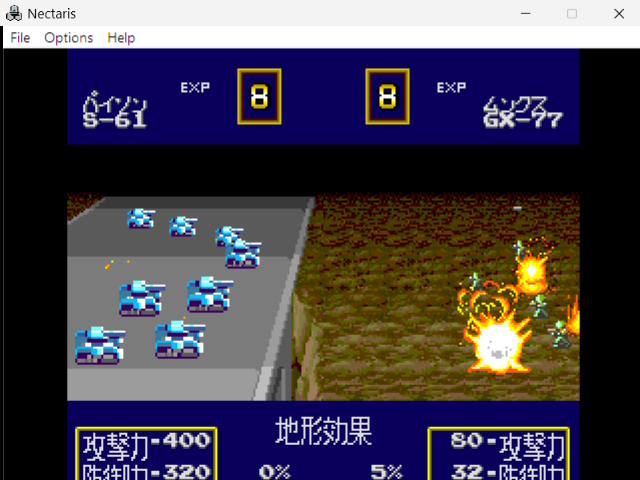 Nectaris
File Options Help
EXP 8 8 EXP
バイソン ムンクス
S-61 GX-77
地形効果
攻撃力-400 80-攻撃力
防御力-320 0% 5% 32-防御力